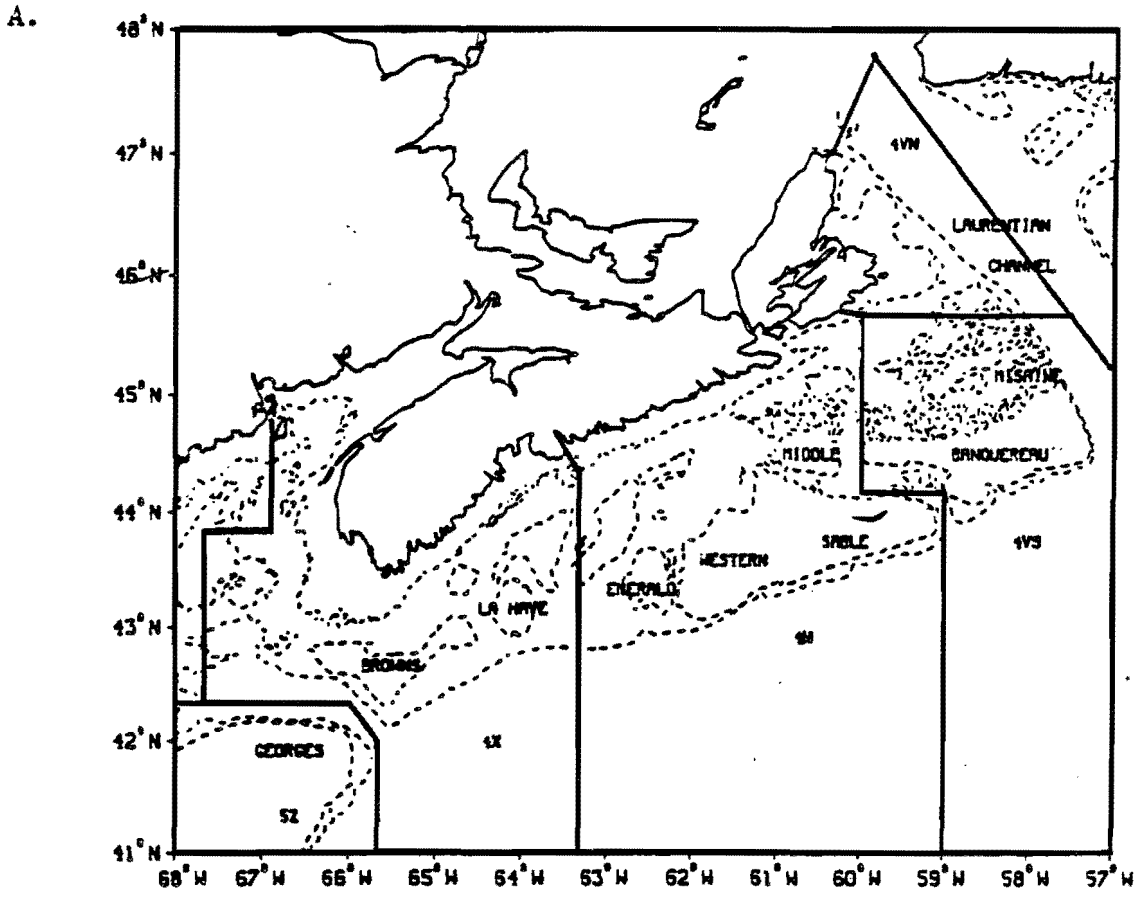 A.
48° N
47° N
4VN
LAURENTIAN
CHANNEL
46° N
45° N
MISAINE
MIDDLE
BANQUEREAU
44° N
SABLE
4VS
WESTERN
EMERALD
LA HAVE
43° N
4W
BROWNS
42° N
GEORGES
4X
5Z
41° N
68° W 67° W 66° W 65° W 64° W 63° W 62° W 61° W 60° W 59° W 58° W 57° W